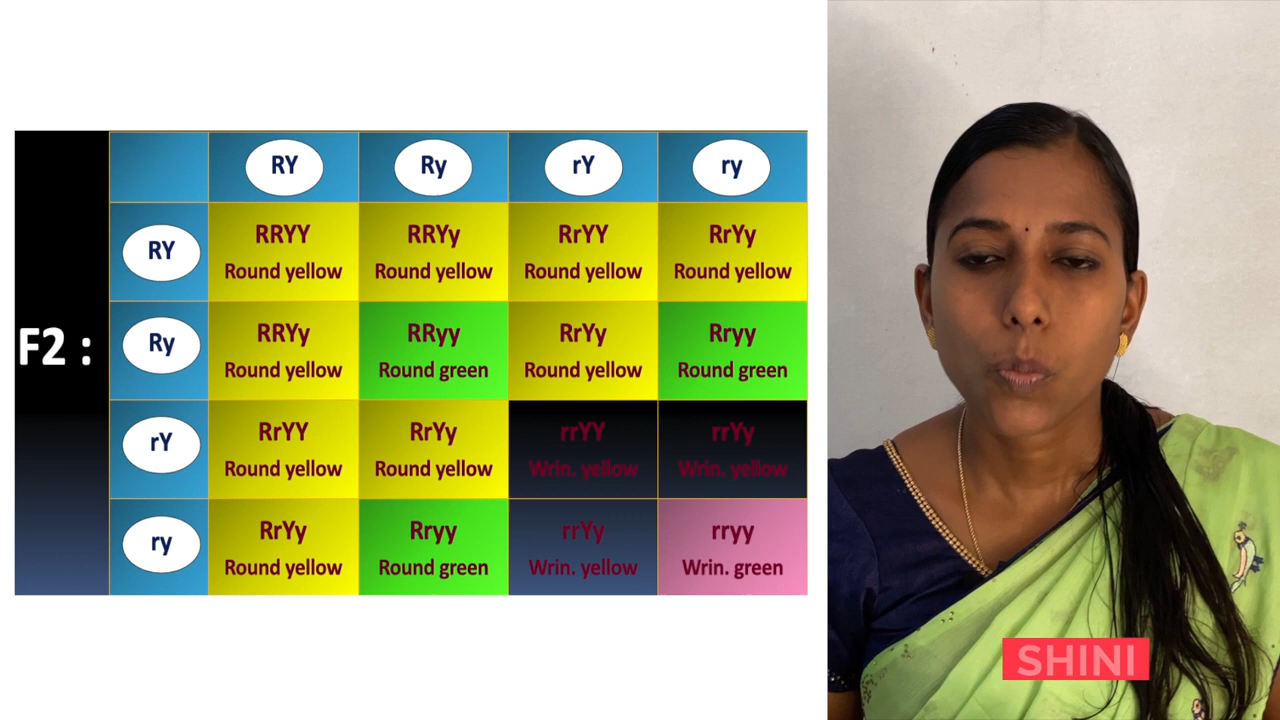 RY Ry rY ry
RY RRYY RRYy RrYY RrYy
Round yellow Round yellow Round yellow Round yellow
F2 :
Ry RRYy RRyy RrYy Rryy
Round yellow Round green Round yellow Round green
rY RrYY RrYy rrYY rrYy
Round yellow Round yellow Wrin. yellow Wrin. yellow
ry RrYy Rryy rrYy rryy
Round yellow Round green Wrin. yellow Wrin. green
SHINI